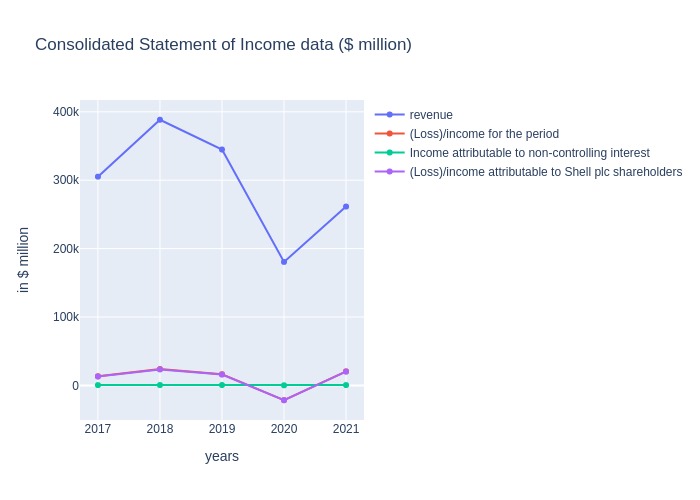 Consolidated Statement of Income data ($ million)
400k
300k
200k
100k
0
in $ million
2017 2018 2019 2020 2021
years
revenue
(Loss)/income for the period
Income attributable to non-controlling interest
(Loss)/income attributable to Shell plc shareholders